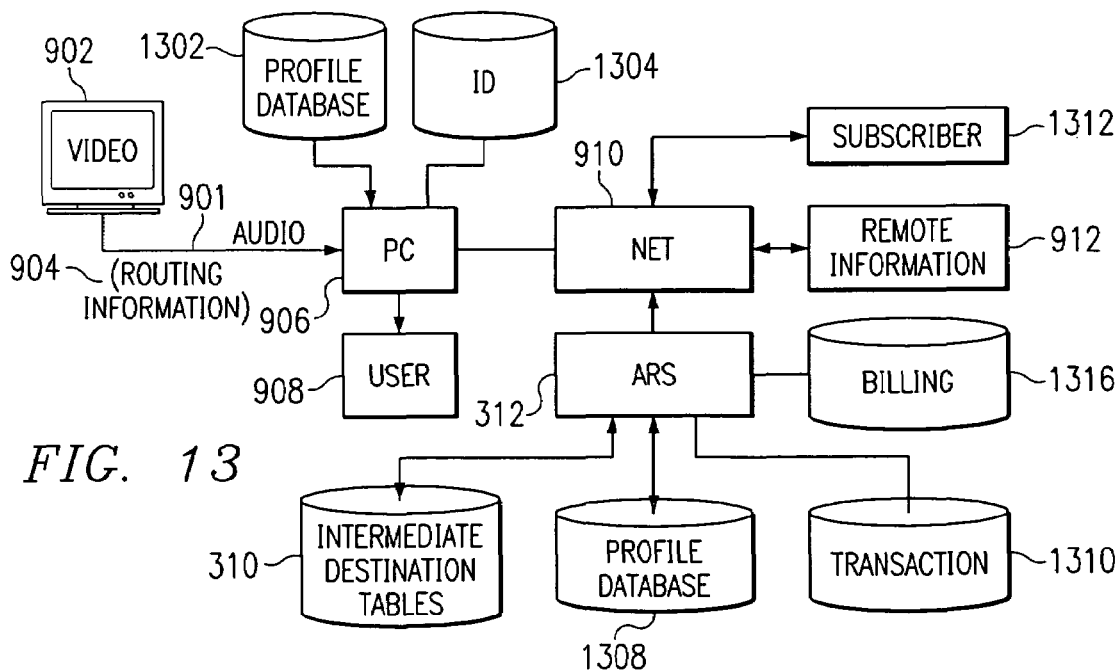 902
1302
PROFILE
DATABASE
ID
1304
VIDEO
901
AUDIO
904
(ROUTING
INFORMATION)
PC
906
910
NET
SUBSCRIBER
1312
REMOTE
INFORMATION
912
USER
908
ARS
312
BILLING
1316
FIG. 13
INTERMEDIATE
DESTINATION
TABLES
310
PROFILE
DATABASE
1308
TRANSACTION
1310